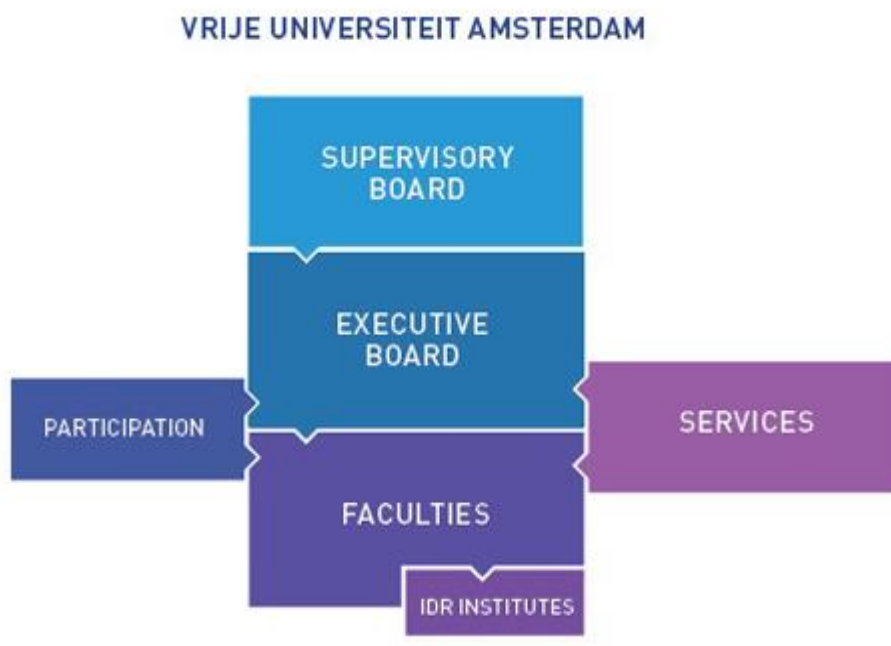 VRIJE UNIVERSITEIT AMSTERDAM
SUPERVISORY
BOARD
EXECUTIVE
BOARD
PARTICIPATION
SERVICES
FACULTIES
IDR INSTITUTES